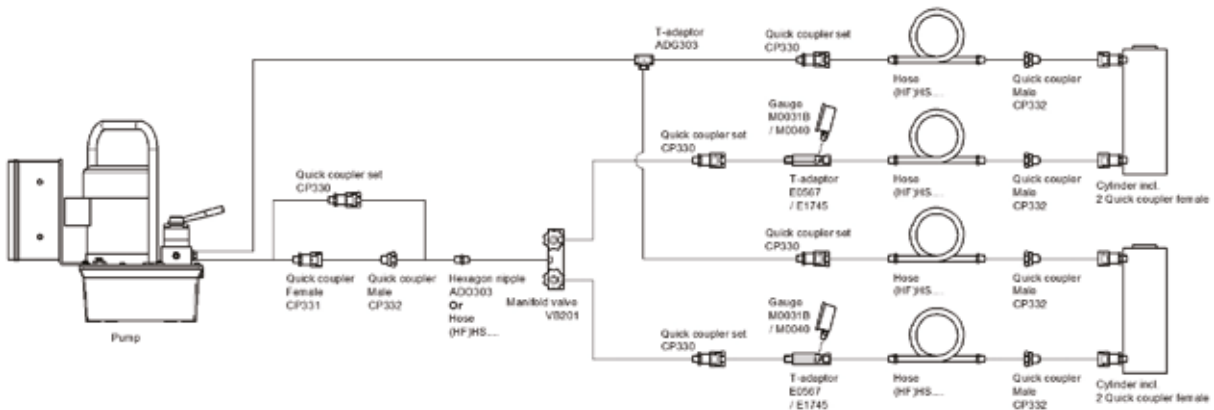 T-adaptor
ADG303
Quick coupler set
CP330
Hose
(HF)HS....
Quick coupler
Male
CP332
Gauge
M0031B
/ M0040
Quick coupler set
CP330
T-adaptor
E0567
/ E1745
Hose
(HF)HS....
Quick coupler
Male
CP332
Cylinder incl.
2 Quick coupler female
Quick coupler set
CP330
Pump
Quick coupler
Female
CP331
Quick coupler
Male
CP332
Hexagon nipple
ADO303
Or
Hose
(HF)HS....
Manifold valve
V8201
Quick coupler set
CP330
Hose
(HF)HS....
Quick coupler
Male
CP332
Gauge
M0031B
/ M0040
Quick coupler set
CP330
T-adaptor
E0567
/ E1745
Hose
(HF)HS....
Quick coupler
Male
CP332
Cylinder incl.
2 Quick coupler female